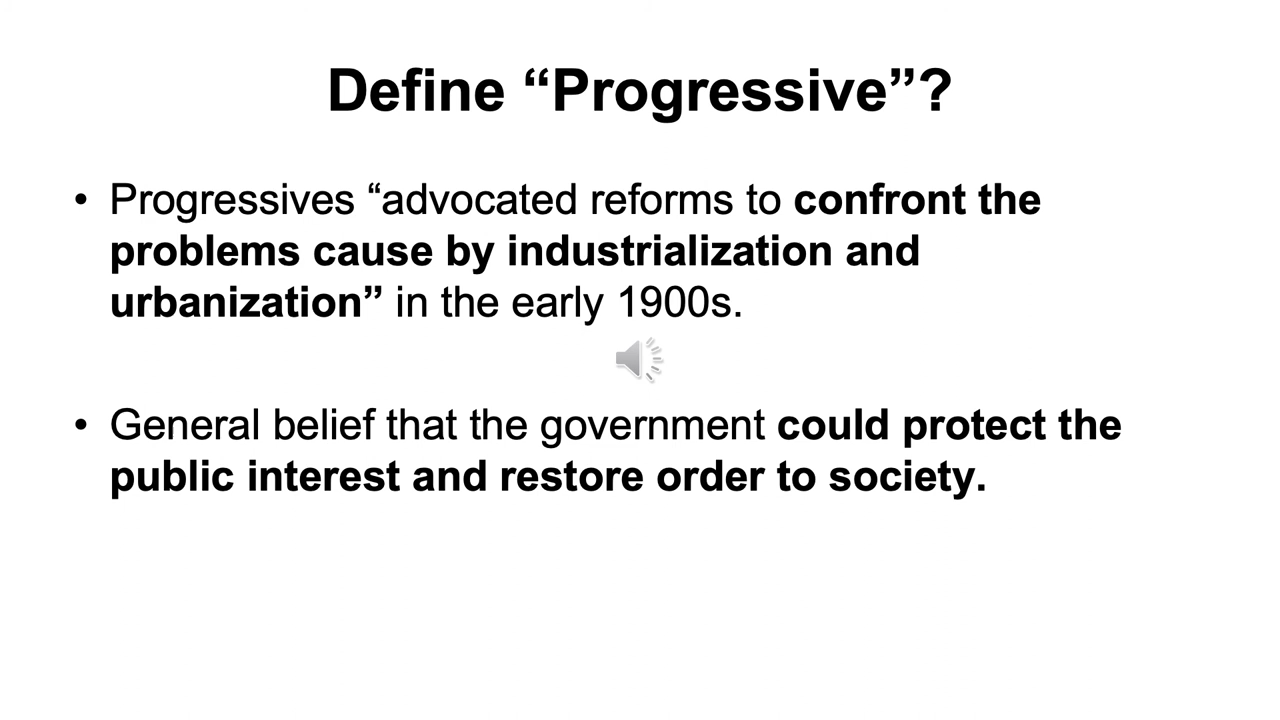 Define “Progressive”?
• Progressives “advocated reforms to confront the
problems cause by industrialization and
urbanization” in the early 1900s.
• General belief that the government could protect the
public interest and restore order to society.